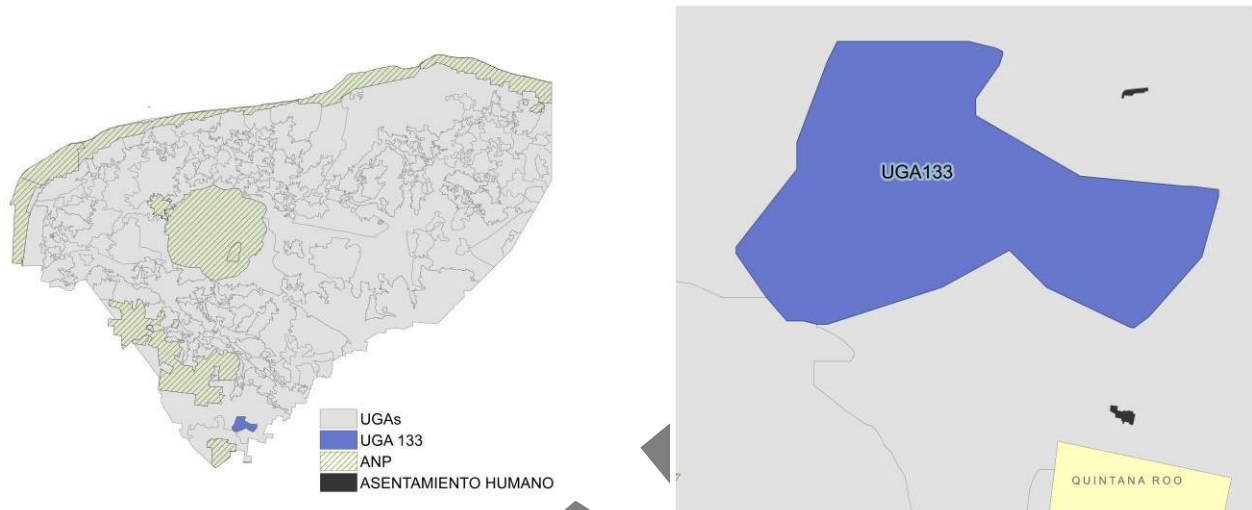 UGAs
UGA 133
ANP
ASENTAMIENTO HUMANO
UGA133
QUINTANA ROO